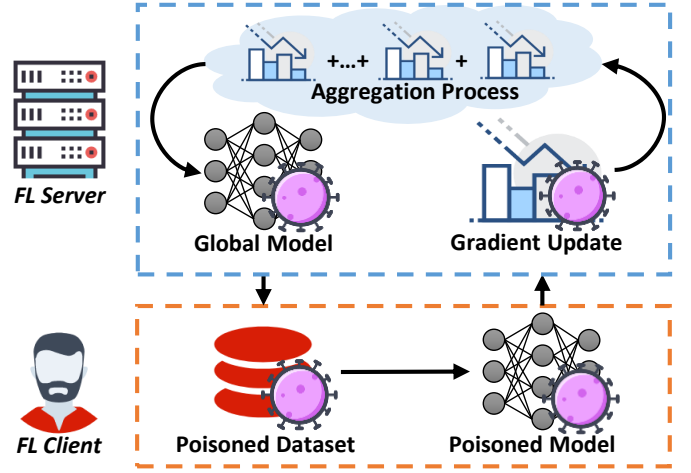 +...+
+
Aggregation Process
FL Server
Global Model
Gradient Update
FL Client
Poisoned Dataset
Poisoned Model